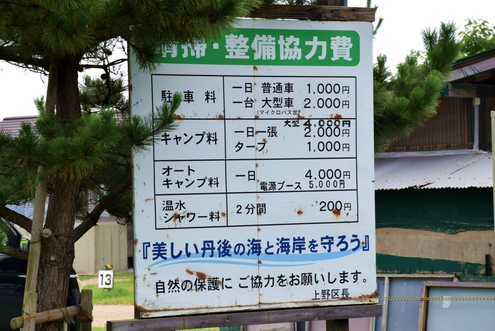 清掃・整備協力費
駐車料 一日 普通車 1,000円
一台 大型車 2,000円
(マイクロバス含)
大型 2,000円
キャンプ料 一日一張 2,000円
タープ 1,000円
オート
キャンプ料 一日 4,000円
電源ブース 5,000円
温水
シャワー料 2分間 200円
『美しい丹後の海と海岸を守ろう』
自然の保護に ご協力をお願いします。
上野区長
13